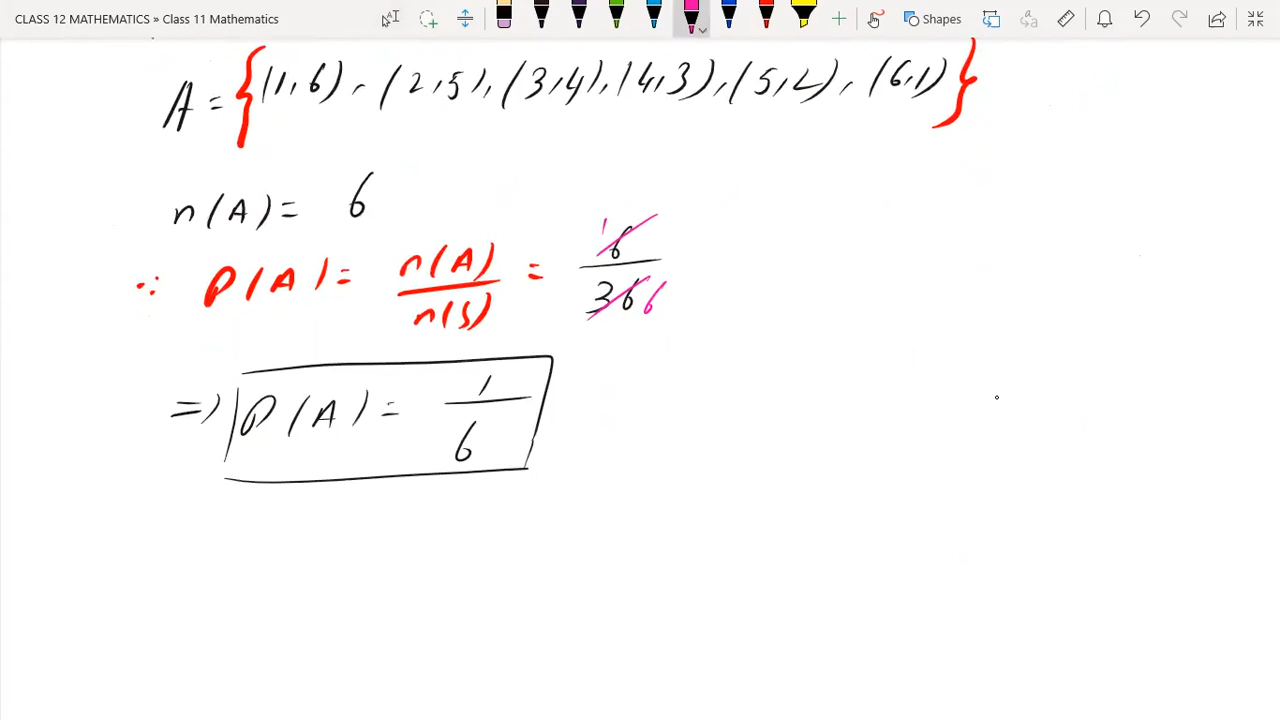 CLASS 12 MATHEMATICS » Class 11 Mathematics
Shapes
A = {(1,6), (2,5), (3,4), (4,3), (5,2), (6,1)}
n(A) = 6
∵ P(A) = n(A)/n(S) = 6/36 1 6
=> P(A) = 1/6